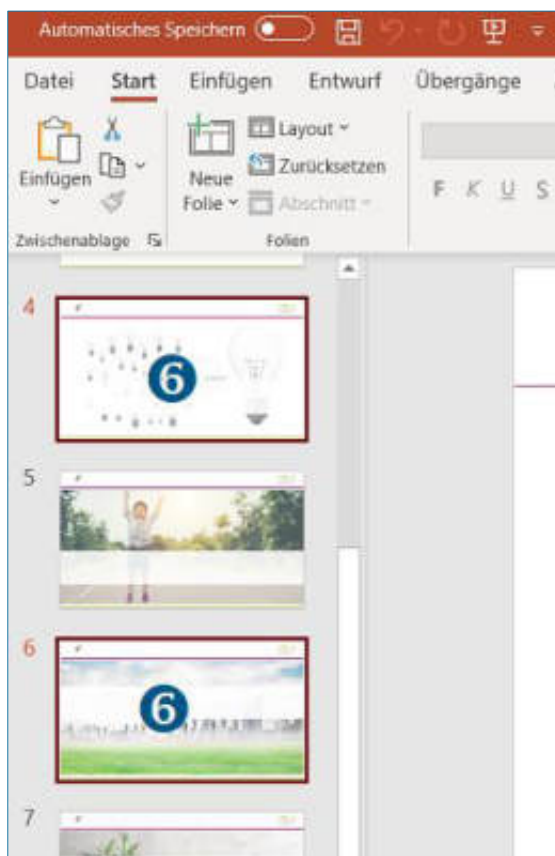 Automatisches Speichern
Datei Start Einfügen Entwurf Übergänge
Einfügen
Neue Folie
Layout
Zurücksetzen
Abschnitt
F K U S
Zwischenablage
Folien
4
6
5
6
6
7